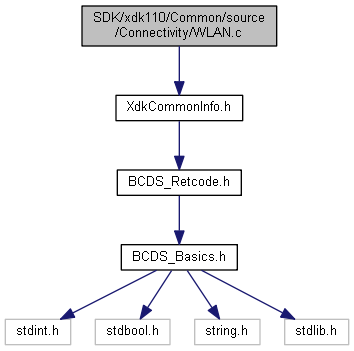 SDK/xdk110/Common/source
/Connectivity/WLAN.c
XdkCommonInfo.h
BCDS_Retcode.h
BCDS_Basics.h
stdint.h
stdbool.h
string.h
stdlib.h